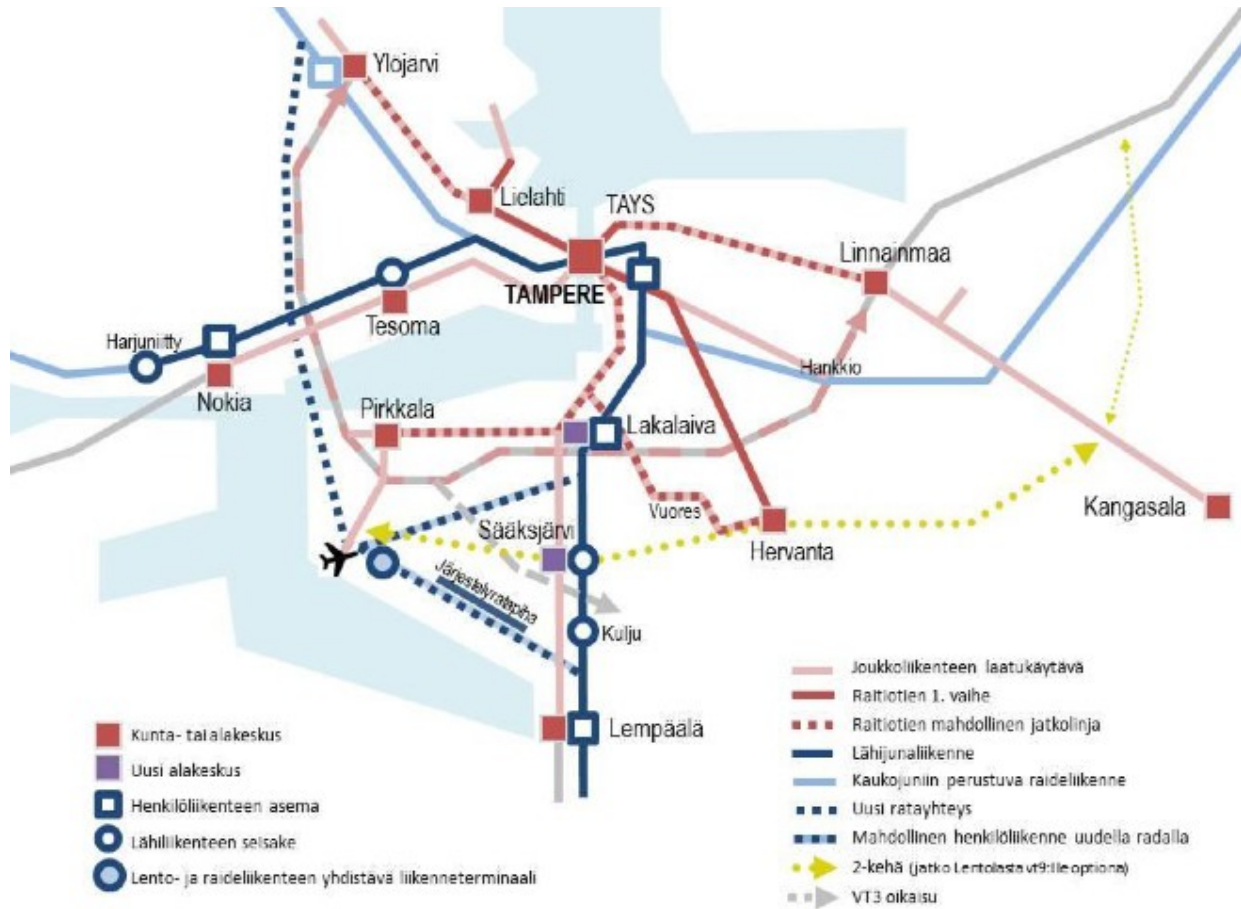 Ylöjärvi
Lielahti
TAYS
Linnainmaa
TAMPERE
Tesoma
Harjuniitty
Nokia
Hankkio
Pirkkala
Lakalaiva
Vuores
Kangasala
Sääksjärvi
Hervanta
Järjestelyratapiha
Kulju
Lempäälä
Kunta- tai alakeskus
Uusi alakeskus
Henkilöliikenteen asema
Lähiliikenteen seisake
Lento- ja raideliikenteen yhdistävä liikenneterminaali
Joukkoliikenteen laatukäytävä
Raitiotien 1. vaihe
Raitiotien mahdollinen jatkolinja
Lähijunaliikenne
Kaukojuniin perustuva raideliikenne
Uusi ratayhteys
Mahdollinen henkilöliikenne uudella radalla
2-kehä (jatko Lentolasta vt9:lle optiona)
VT3 oikaisu